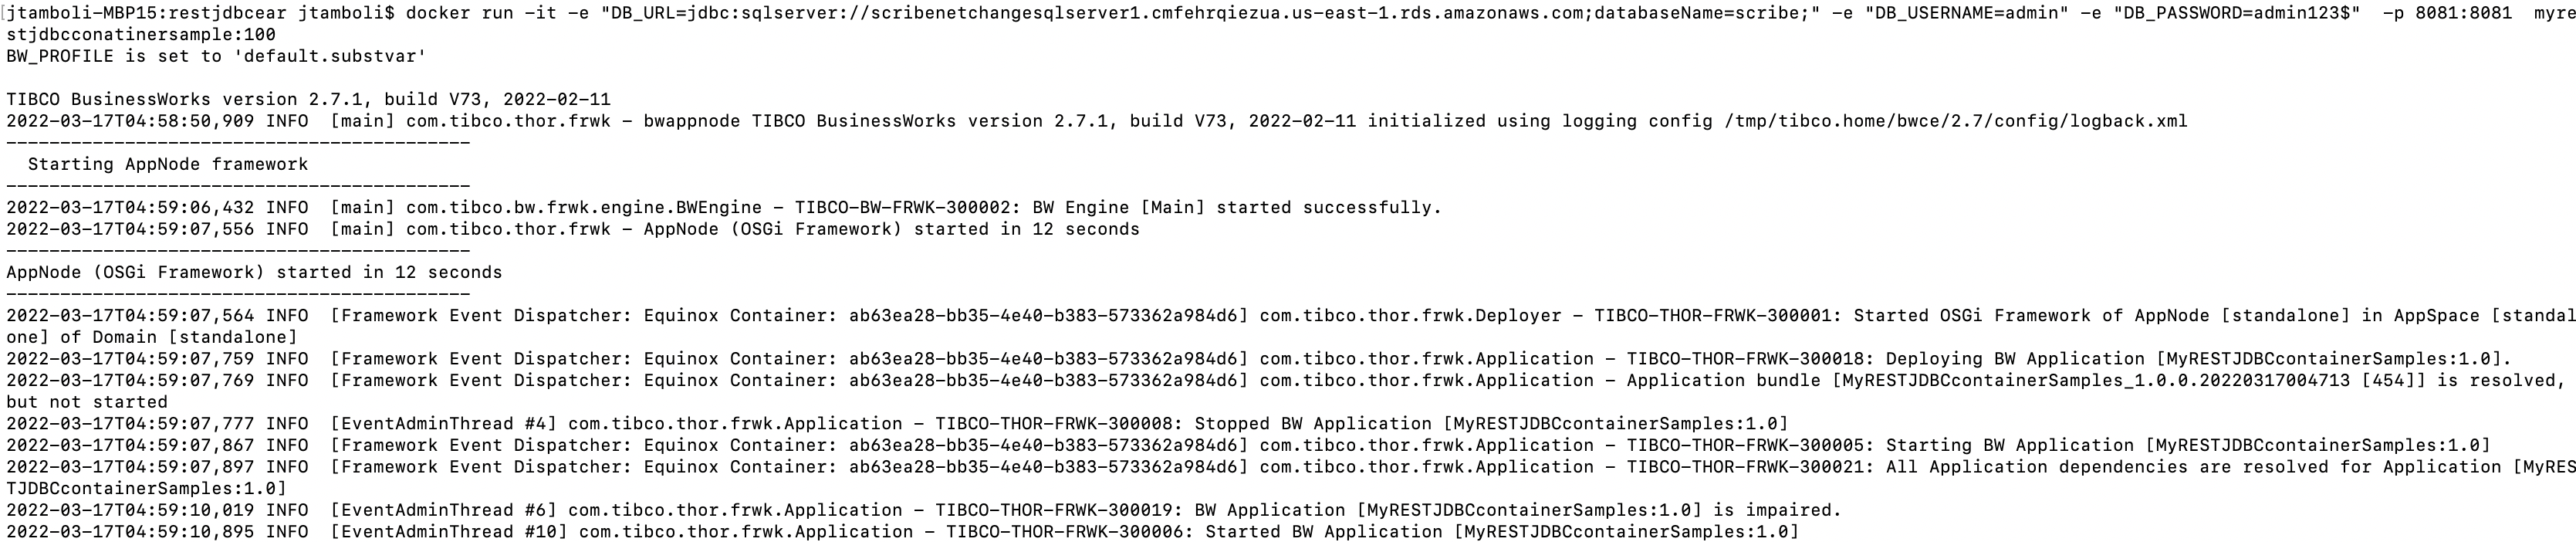 jtamboli-MBP15:restjdbcear jtamboli$ docker run -it -e "DB_URL=jdbc:sqlserver://scribenetchangesqlserver1.cmfehrqiezua.us-east-1.rds.amazonaws.com;databaseName=scribe;" -e "DB_USERNAME=admin" -e "DB_PASSWORD=admin123$"  -p 8081:8081  myre
stjdbcconatinersample:100
BW_PROFILE is set to 'default.substvar'
TIBCO BusinessWorks version 2.7.1, build V73, 2022-02-11
2022-03-17T04:58:50,909 INFO  [main] com.tibco.thor.frwk - bwappnode TIBCO BusinessWorks version 2.7.1, build V73, 2022-02-11 initialized using logging config /tmp/tibco.home/bwce/2.7/config/logback.xml
-------------------------------------------
  Starting AppNode framework
-------------------------------------------
2022-03-17T04:59:06,432 INFO  [main] com.tibco.bw.frwk.engine.BWEngine - TIBCO-BW-FRWK-300002: BW Engine [Main] started successfully.
2022-03-17T04:59:07,556 INFO  [main] com.tibco.thor.frwk - AppNode (OSGi Framework) started in 12 seconds
-------------------------------------------
AppNode (OSGi Framework) started in 12 seconds
-------------------------------------------
2022-03-17T04:59:07,564 INFO  [Framework Event Dispatcher: Equinox Container: ab63ea28-bb35-4e40-b383-573362a984d6] com.tibco.thor.frwk.Deployer - TIBCO-THOR-FRWK-300001: Started OSGi Framework of AppNode [standalone] in AppSpace [standal
one] of Domain [standalone]
2022-03-17T04:59:07,759 INFO  [Framework Event Dispatcher: Equinox Container: ab63ea28-bb35-4e40-b383-573362a984d6] com.tibco.thor.frwk.Application - TIBCO-THOR-FRWK-300018: Deploying BW Application [MyRESTJDBCcontainerSamples:1.0].
2022-03-17T04:59:07,769 INFO  [Framework Event Dispatcher: Equinox Container: ab63ea28-bb35-4e40-b383-573362a984d6] com.tibco.thor.frwk.Application - Application bundle [MyRESTJDBCcontainerSamples_1.0.0.20220317004713 [454]] is resolved,
but not started
2022-03-17T04:59:07,777 INFO  [EventAdminThread #4] com.tibco.thor.frwk.Application - TIBCO-THOR-FRWK-300008: Stopped BW Application [MyRESTJDBCcontainerSamples:1.0]
2022-03-17T04:59:07,867 INFO  [Framework Event Dispatcher: Equinox Container: ab63ea28-bb35-4e40-b383-573362a984d6] com.tibco.thor.frwk.Application - TIBCO-THOR-FRWK-300005: Starting BW Application [MyRESTJDBCcontainerSamples:1.0]
2022-03-17T04:59:07,897 INFO  [Framework Event Dispatcher: Equinox Container: ab63ea28-bb35-4e40-b383-573362a984d6] com.tibco.thor.frwk.Application - TIBCO-THOR-FRWK-300021: All Application dependencies are resolved for Application [MyRES
TJDBCcontainerSamples:1.0]
2022-03-17T04:59:10,019 INFO  [EventAdminThread #6] com.tibco.thor.frwk.Application - TIBCO-THOR-FRWK-300019: BW Application [MyRESTJDBCcontainerSamples:1.0] is impaired.
2022-03-17T04:59:10,895 INFO  [EventAdminThread #10] com.tibco.thor.frwk.Application - TIBCO-THOR-FRWK-300006: Started BW Application [MyRESTJDBCcontainerSamples:1.0]